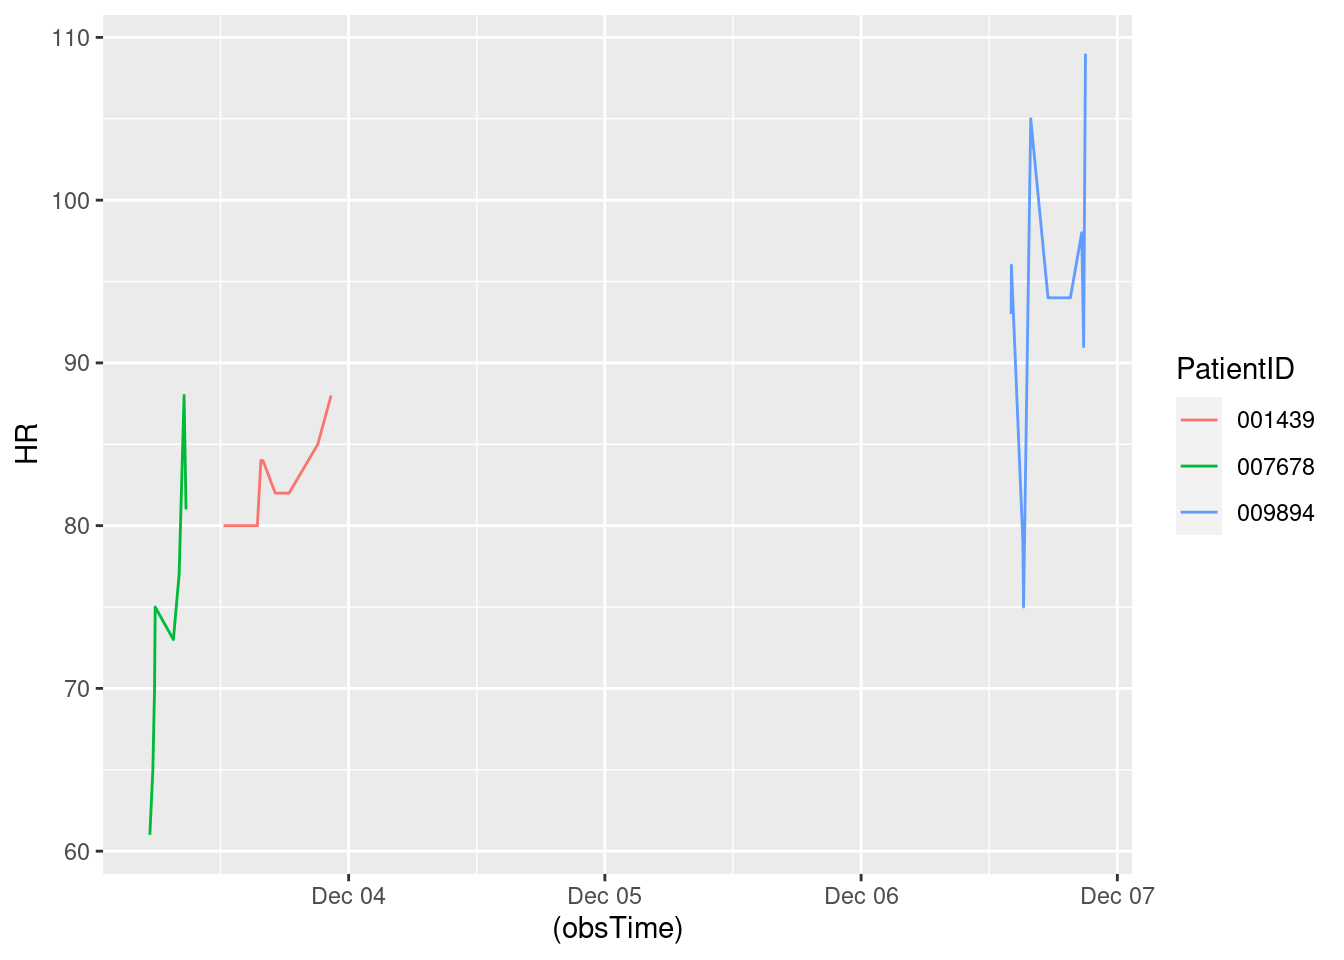 110
100
90
80
70
60
HR
Dec 04
Dec 05
Dec 06
Dec 07
(obsTime)
PatientID
001439
007678
009894